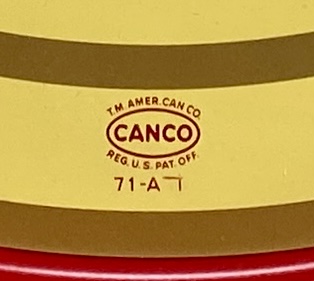 T.M. AMER. CAN CO.
CANCO
REG. U.S. PAT. OFF.
71-A